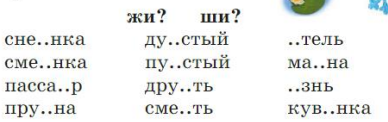 жи? ши?
сне..нка ду..стый ..тель
сме..нка пу..стый ма..на
пасса..р дру..ть ..знь
пру..на сме..ть кув..нка